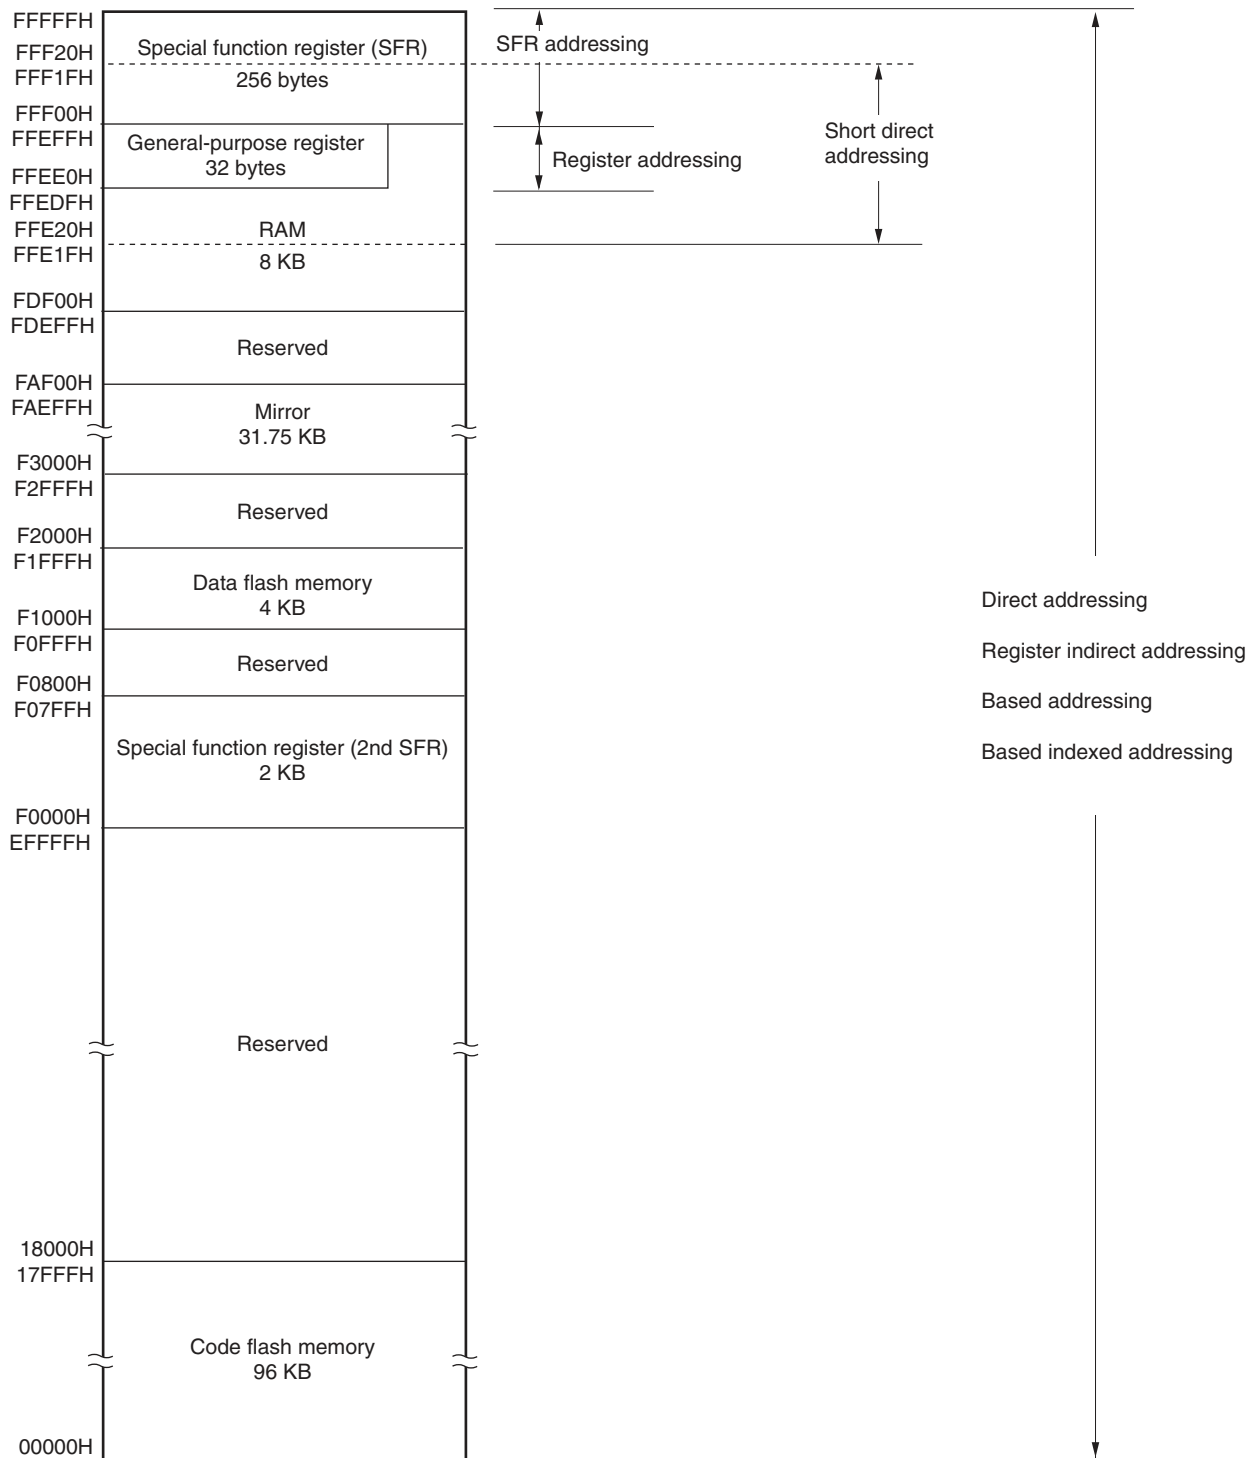 FFFFFH
SFR addressing
FFF20H
Special function register (SFR)
FFF1FH
256 bytes
FFF00H
FFEFFH
General-purpose register
32 bytes
Short direct
addressing
Register addressing
FFEE0H
FFEDFH
FFE20H
RAM
FFE1FH
8 KB
FDF00H
FDEFFH
Reserved
FAF00H
FAEFFH
Mirror
31.75 KB
F3000H
F2FFFH
Reserved
F2000H
F1FFFH
Data flash memory
4 KB
Direct addressing
F1000H
F0FFFH
Reserved
Register indirect addressing
F0800H
F07FFH
Based addressing
Special function register (2nd SFR)
2 KB
Based indexed addressing
F0000H
EFFFFH
Reserved
18000H
17FFFH
Code flash memory
96 KB
00000H